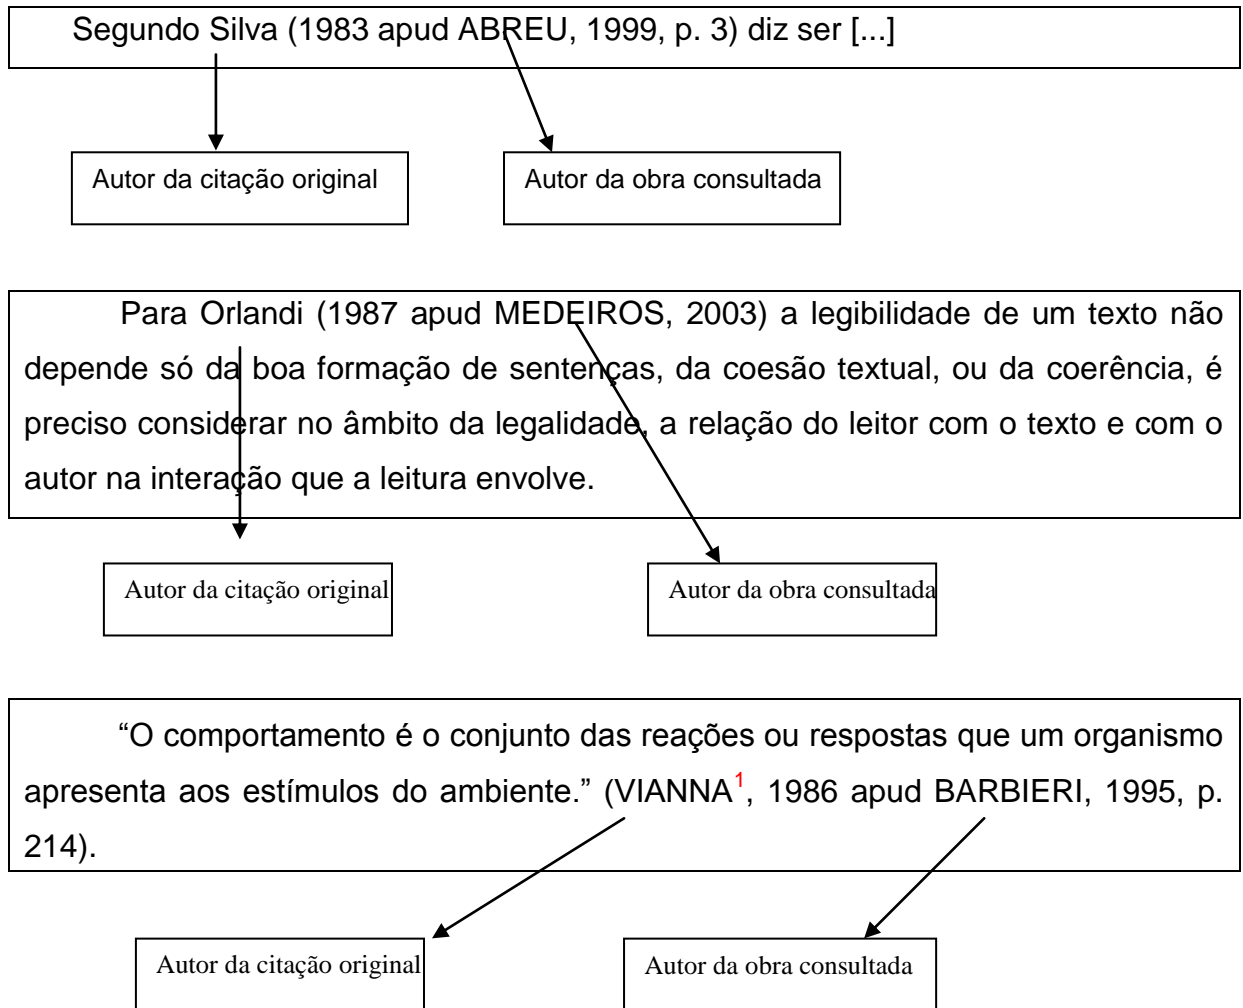 Segundo Silva (1983 apud ABREU, 1999, p. 3) diz ser [...]
Autor da citação original
Autor da obra consultada
Para Orlandi (1987 apud MEDEIROS, 2003) a legibilidade de um texto não
depende só da boa formação de sentenças, da coesão textual, ou da coerência, é
preciso considerar no âmbito da legalidade, a relação do leitor com o texto e com o
autor na interação que a leitura envolve.
Autor da citação original
Autor da obra consultada
“O comportamento é o conjunto das reações ou respostas que um organismo
apresenta aos estímulos do ambiente.” (VIANNA¹, 1986 apud BARBIERI, 1995, p.
214).
Autor da citação original
Autor da obra consultada